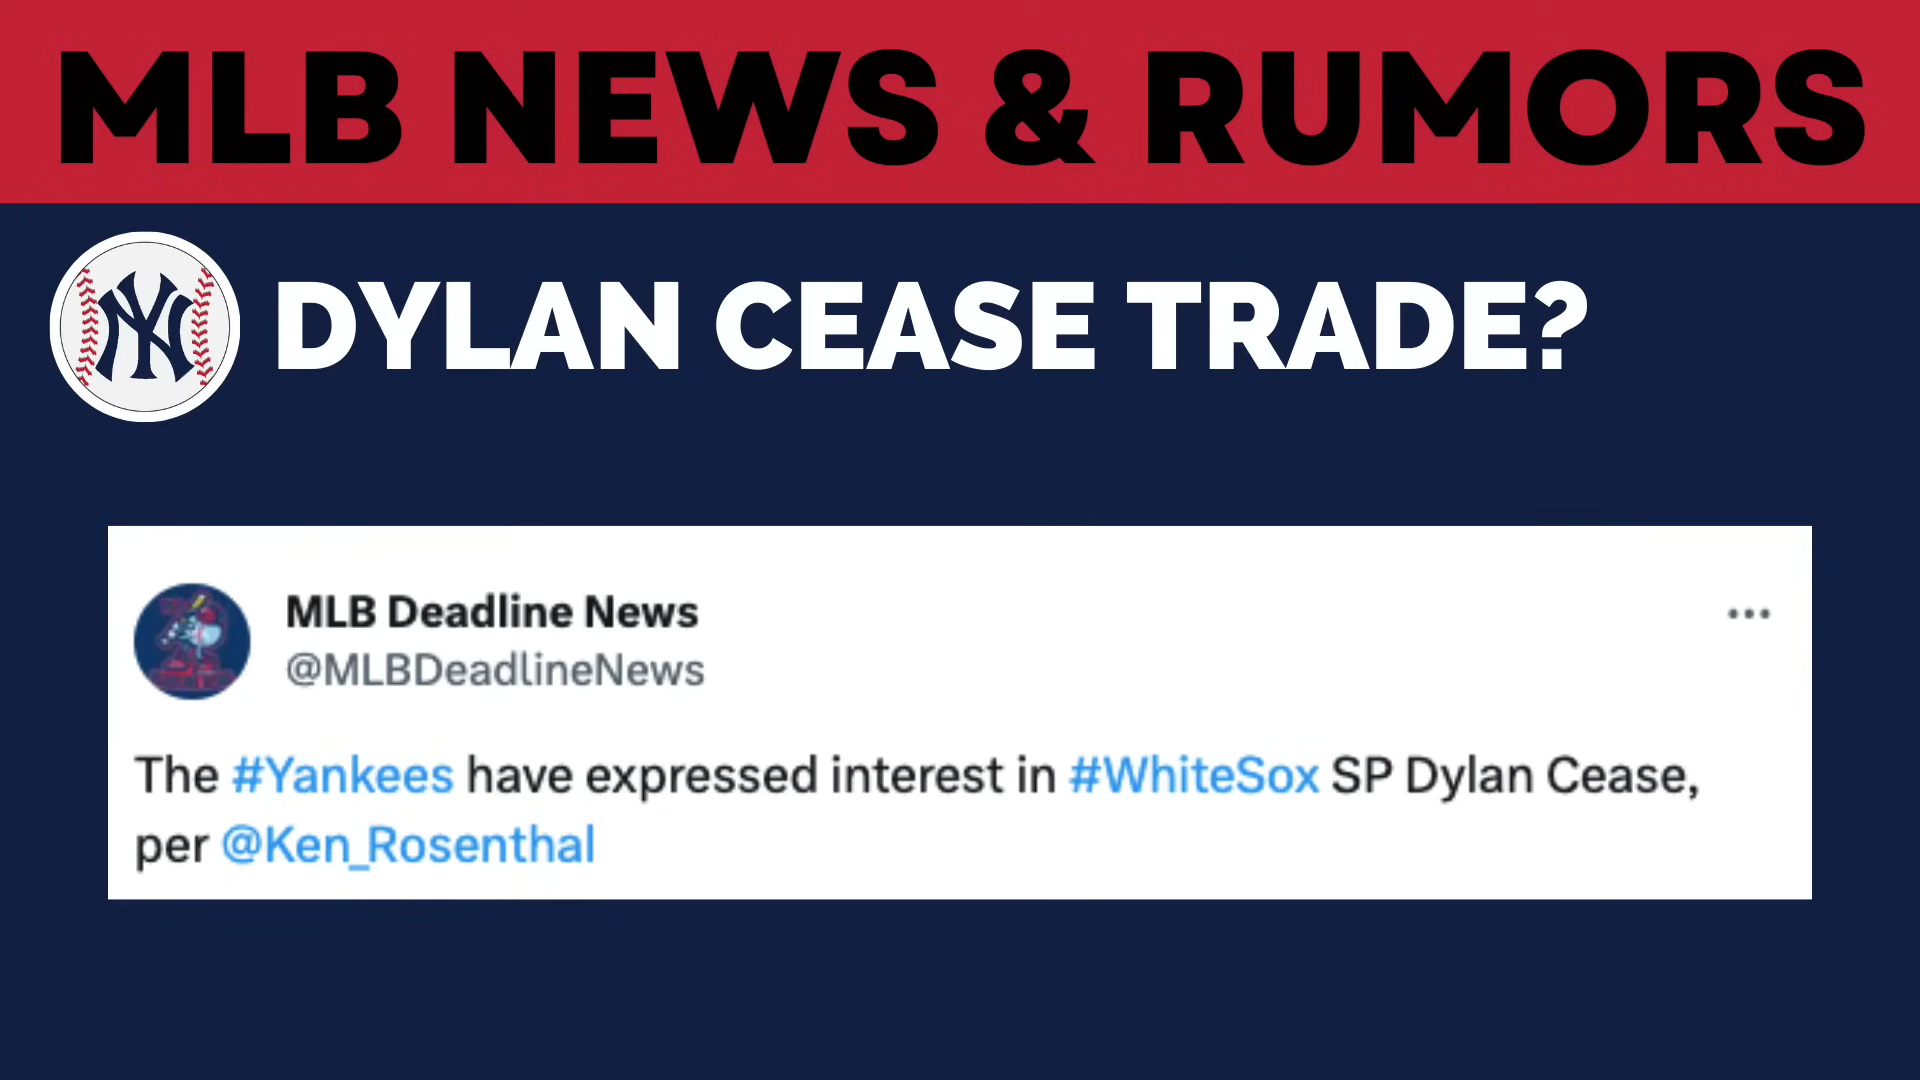 MLB NEWS & RUMORS
NY
DYLAN CEASE TRADE?
MLB Deadline News
@MLBDeadlineNews
The #Yankees have expressed interest in #WhiteSox SP Dylan Cease,
per @Ken_Rosenthal